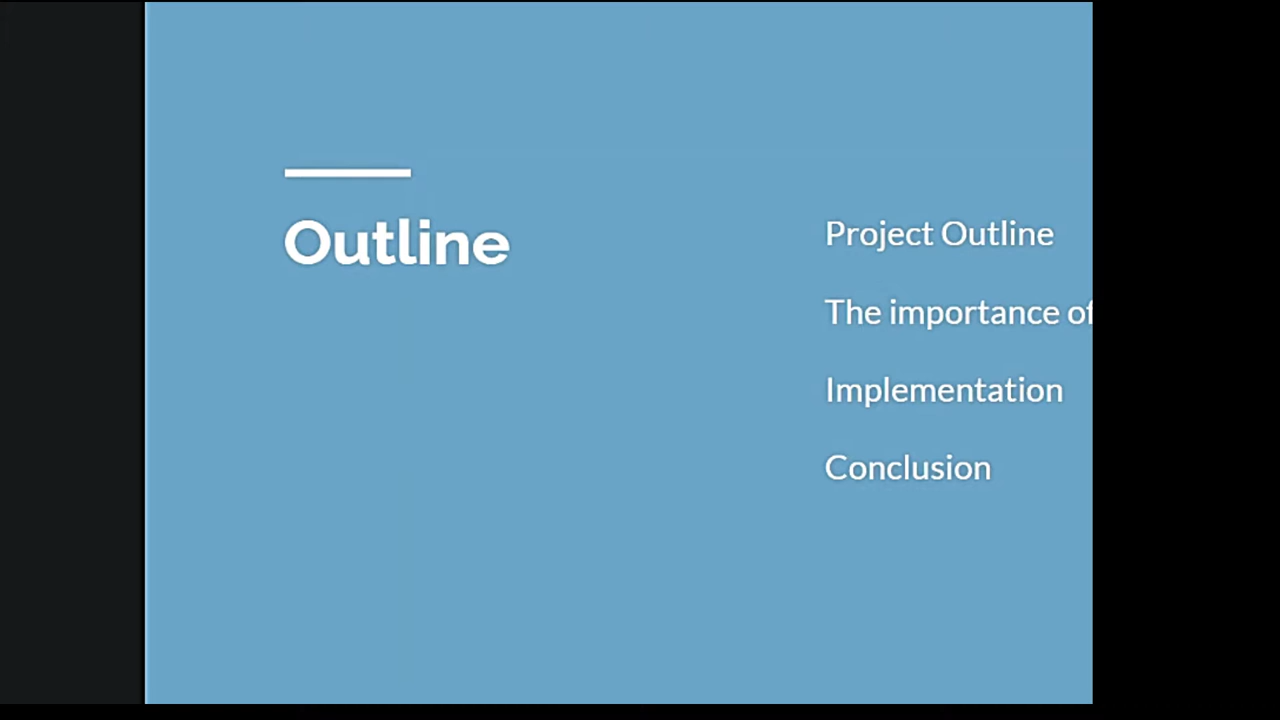 Outline
Project Outline
The importance of
Implementation
Conclusion